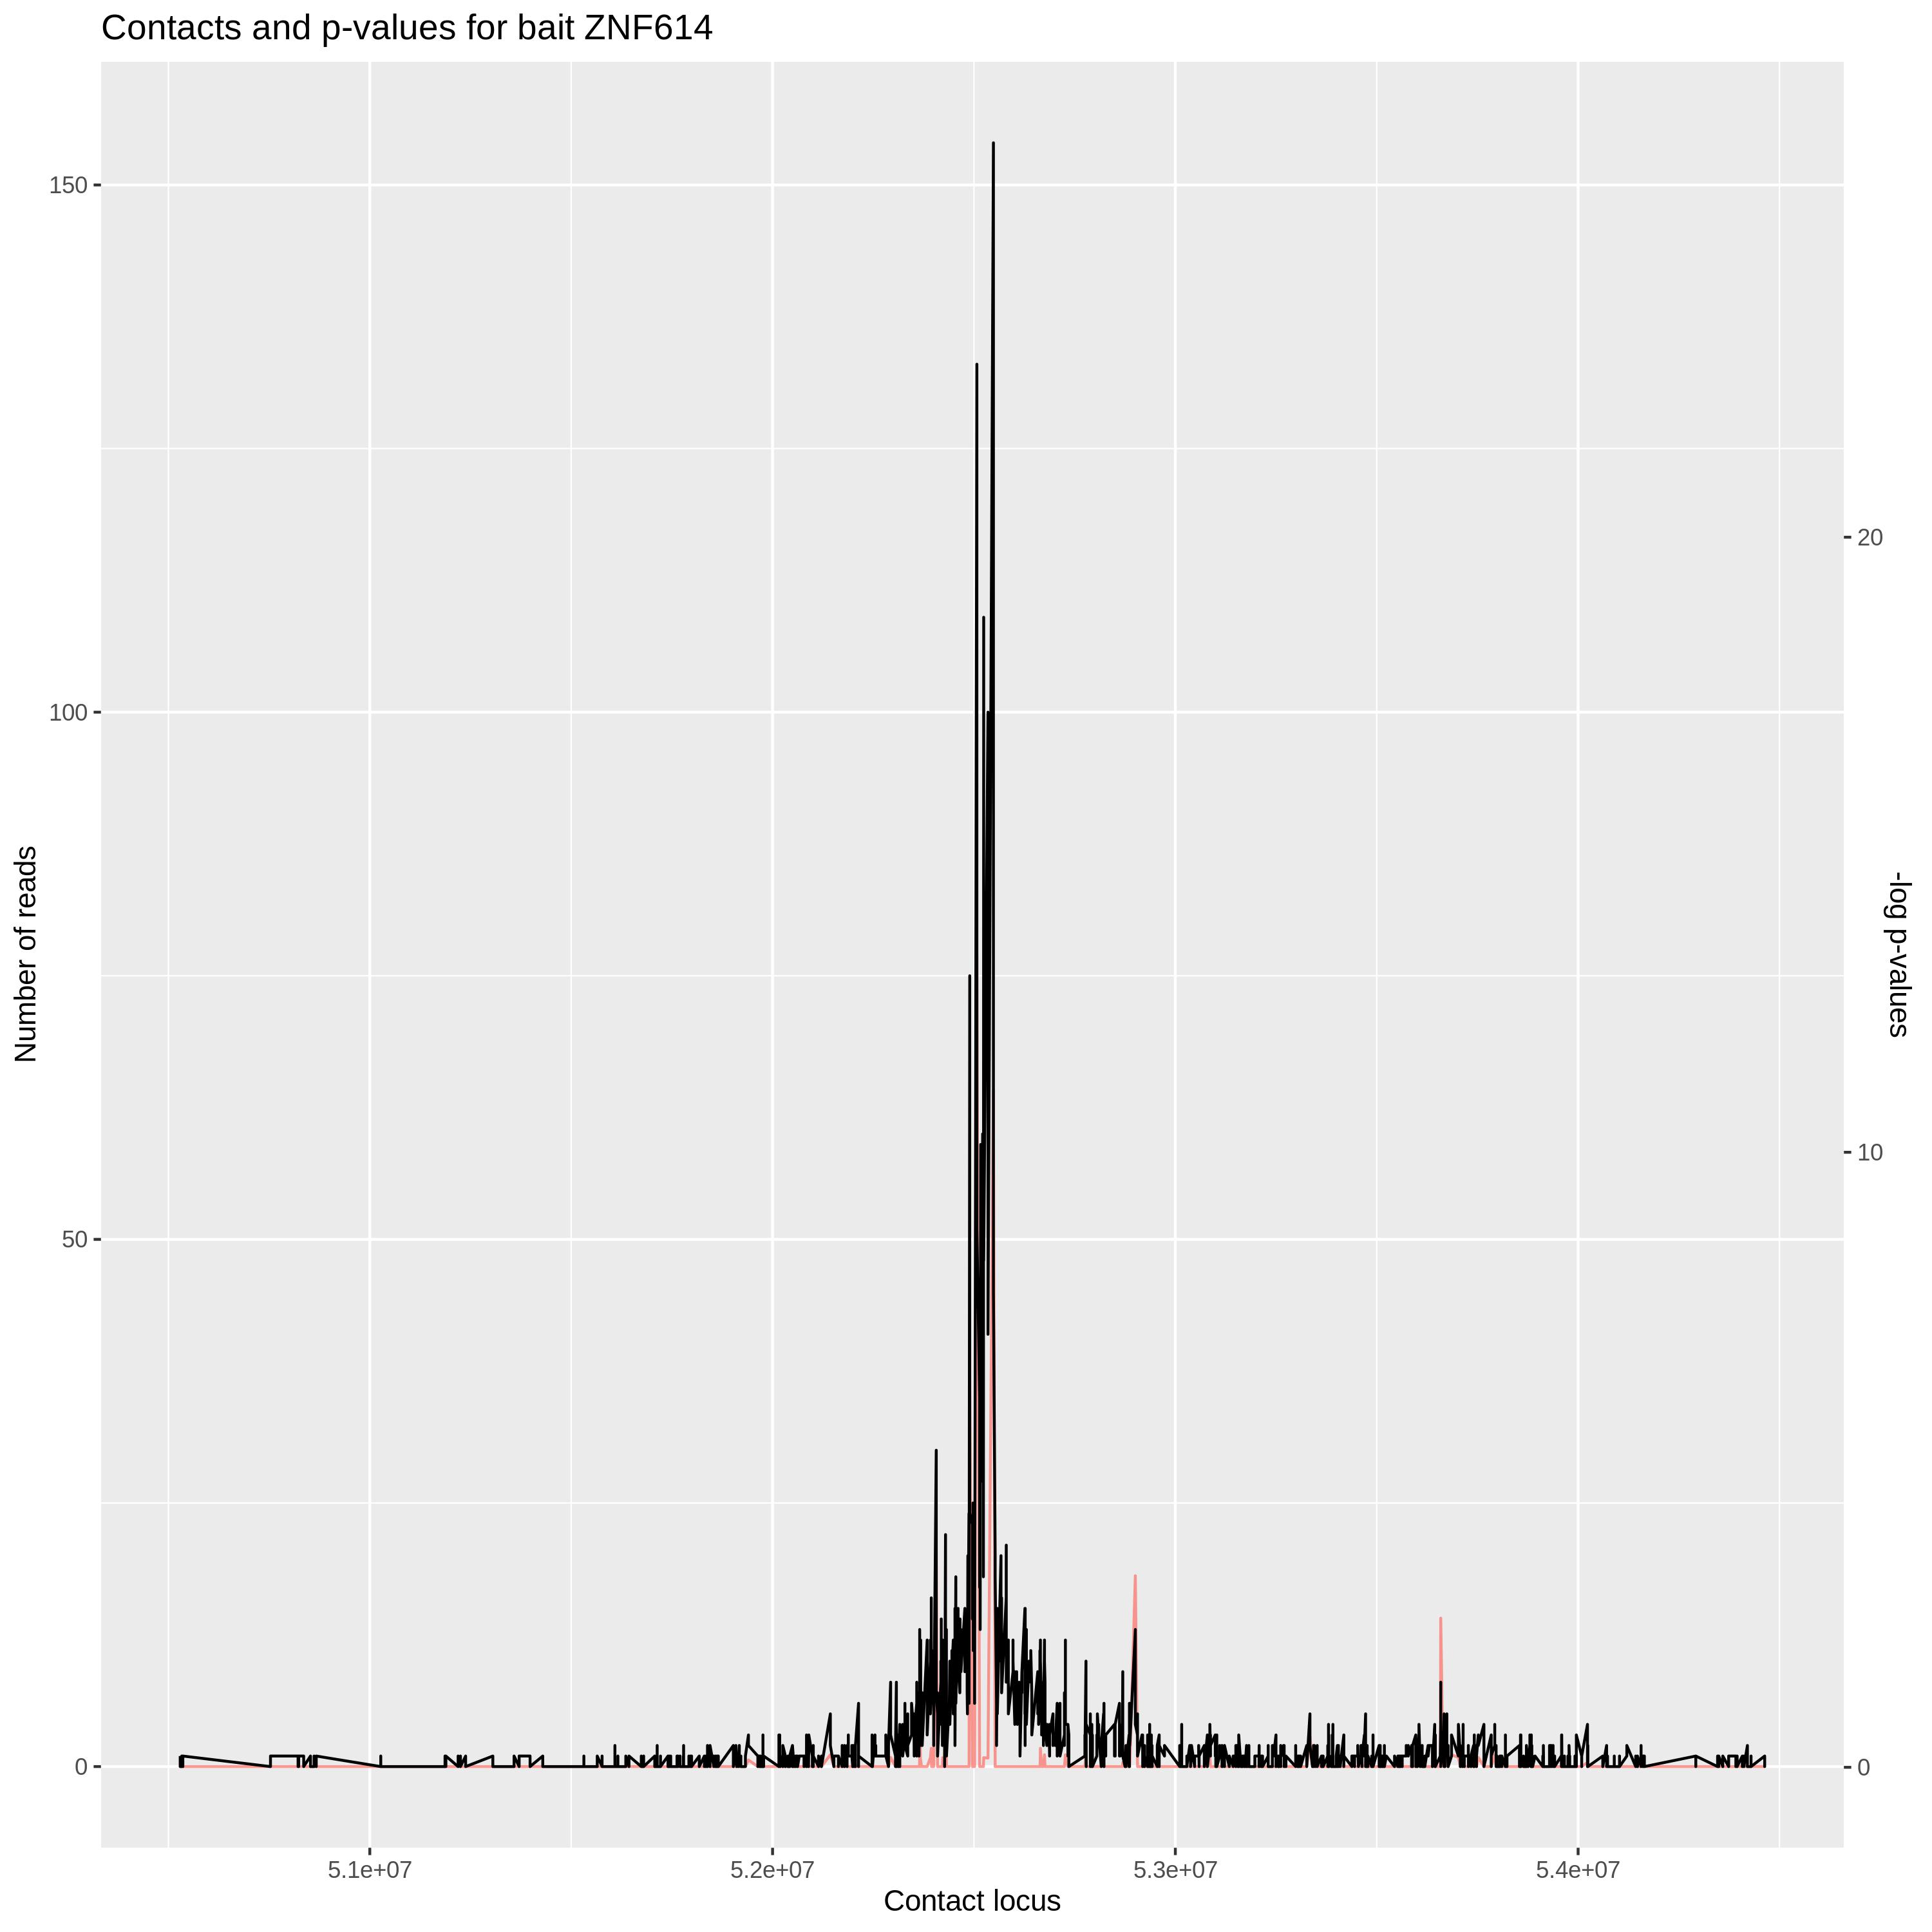 Contacts and p-values for bait ZNF614
150
100
50
0
20
10
0
Number of reads
-log p-values
5.1e+07
5.2e+07
5.3e+07
5.4e+07
Contact locus